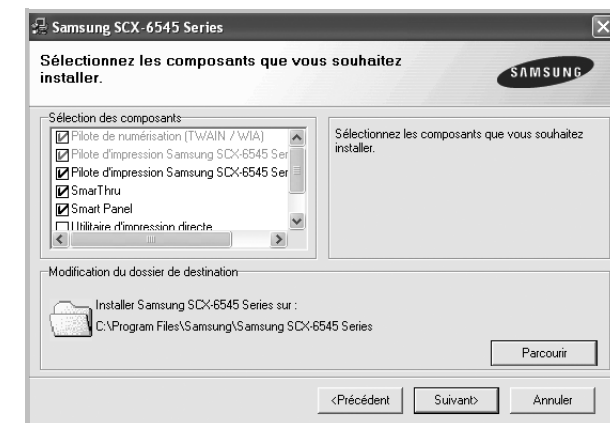 Samsung SCX-6545 Series
Sélectionnez les composants que vous souhaitez
installer.
SAMSUNG
Sélection des composants
Pilote de numérisation (TWAIN / WIA)
Pilote d'impression Samsung SCX-6545 Ser
Pilote d'impression Samsung SCX-6545 Ser
SmarThru
Smart Panel
Utilitaire d'impression directe
Sélectionnez les composants que vous souhaitez
installer.
Modification du dossier de destination
Installer Samsung SCX-6545 Series sur :
C:\Program Files\Samsung\Samsung SCX-6545 Series
Parcourir
<Précédent
Suivant>
Annuler